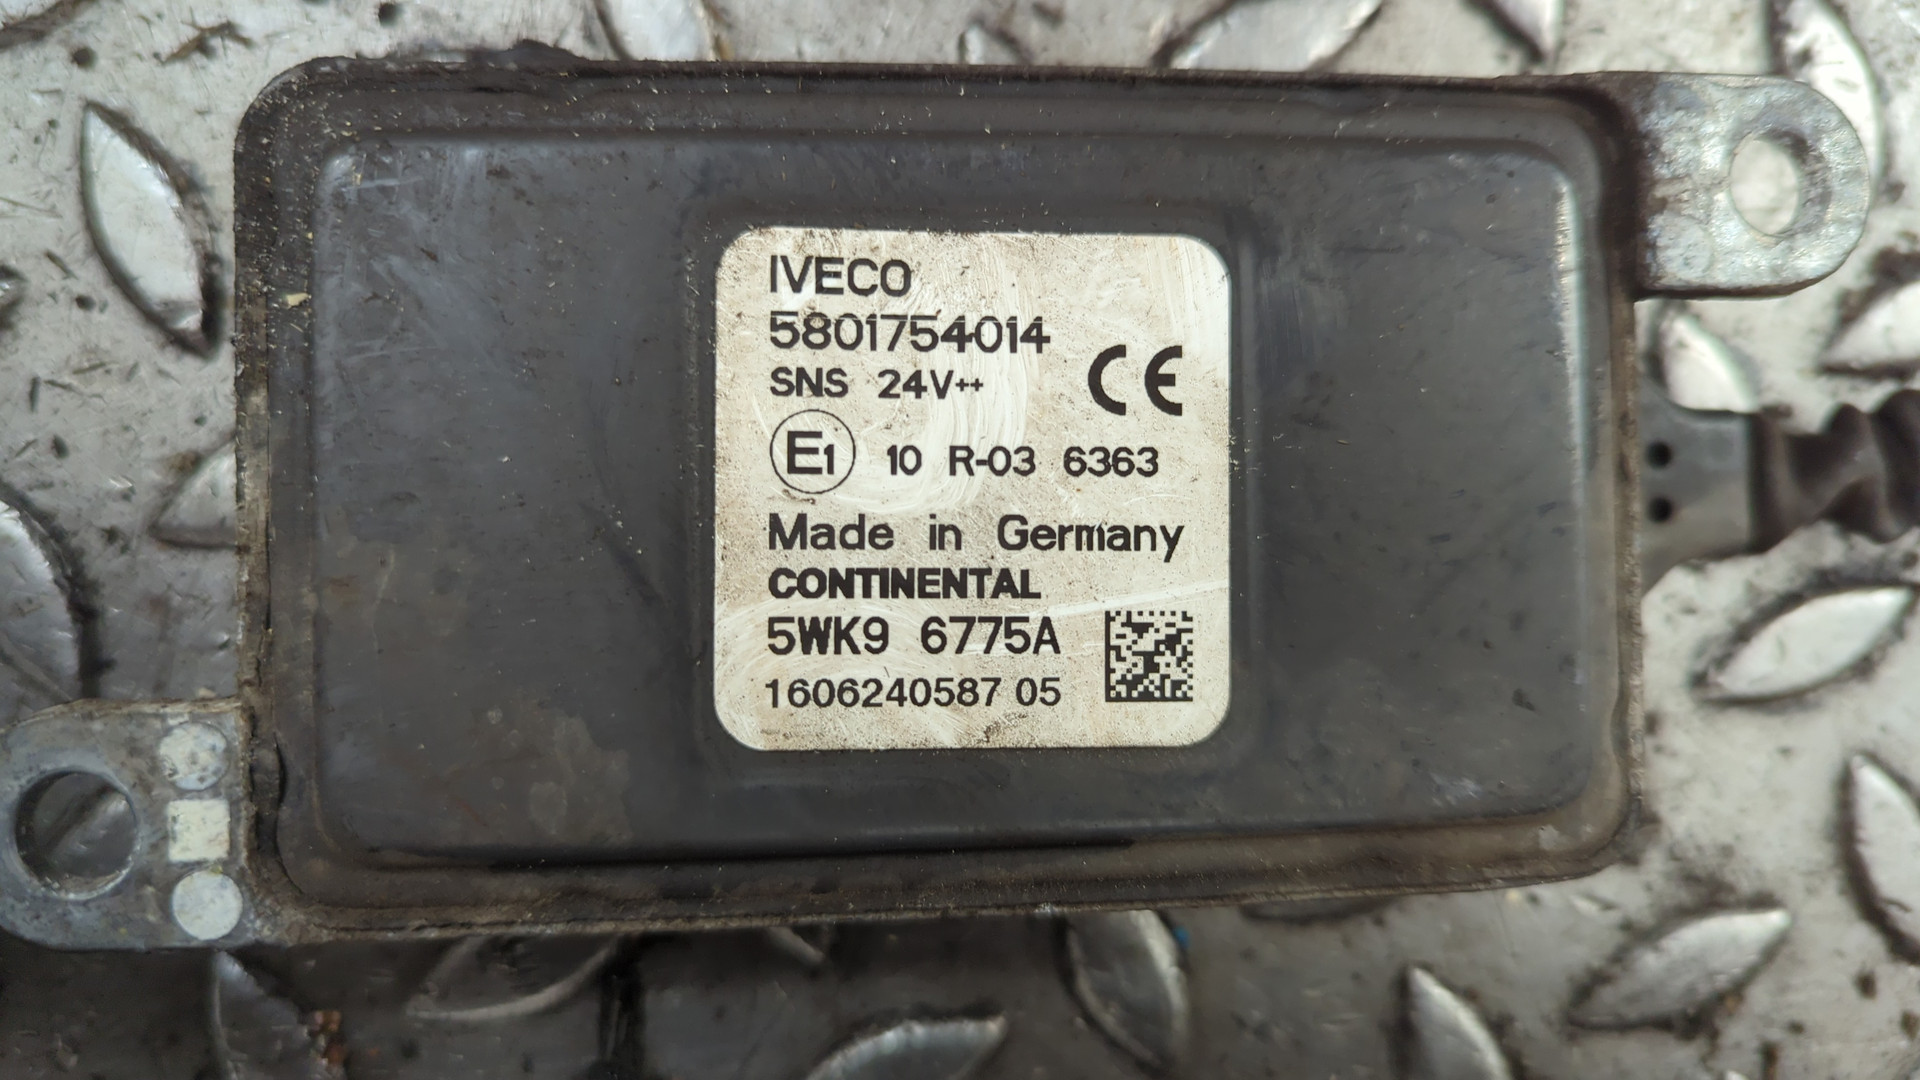 IVECO
5801754014
SNS 24V++
CE
E1 10 R-03 6363
Made in Germany
CONTINENTAL
5WK9 6775A
1606240587 05